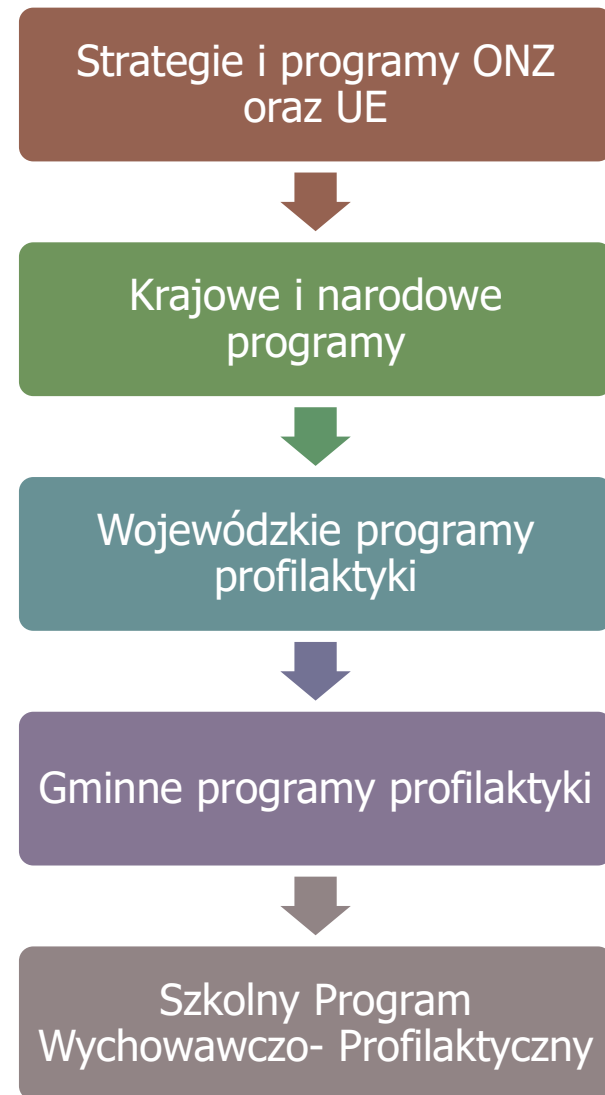 Strategie i programy ONZ
oraz UE
Krajowe i narodowe
programy
Wojewódzkie programy
profilaktyki
Gminne programy profilaktyki
Szkolny Program
Wychowawczo- Profilaktyczny